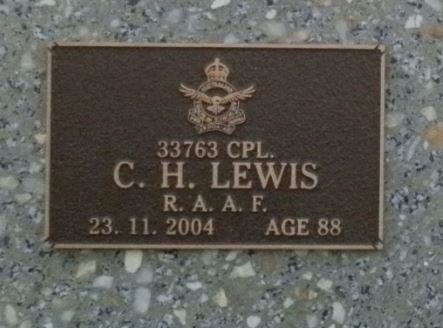 33763 CPL.
C. H. LEWIS
R. A. A. F.
23. 11. 2004 AGE 88